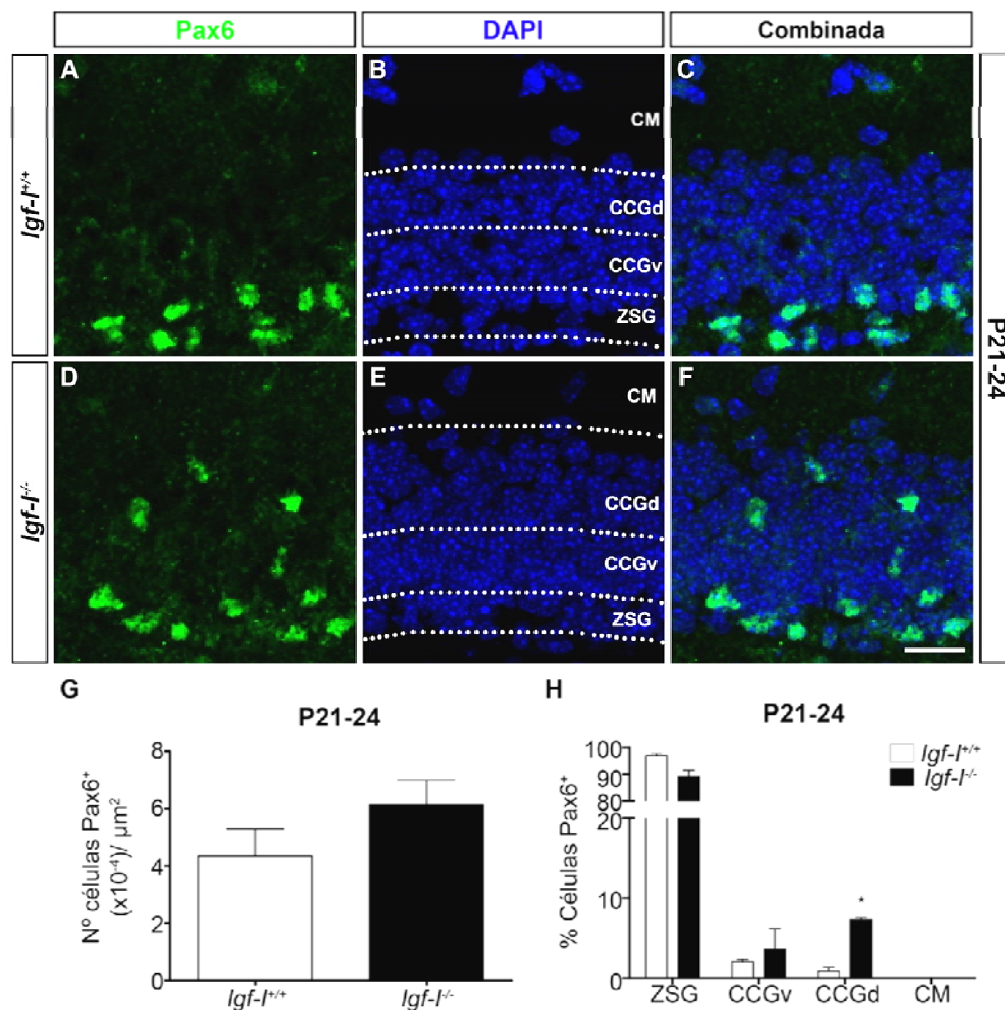 Pax6 DAPI Combinada
Igf-I+/+
A B C
CM
CCGd
CCGv
ZSG
P21-24
Igf-I-/-
D E F
CM
CCGd
CCGv
ZSG
G
P21-24
Nº células Pax6+
(x10-4)/ µm2
8
6
4
2
0
Igf-I+/+ Igf-I-/-
H
P21-24
Igf-I+/+
Igf-I-/-
% Células Pax6+
100
90
80
20
10
0
*
ZSG CCGv CCGd CM